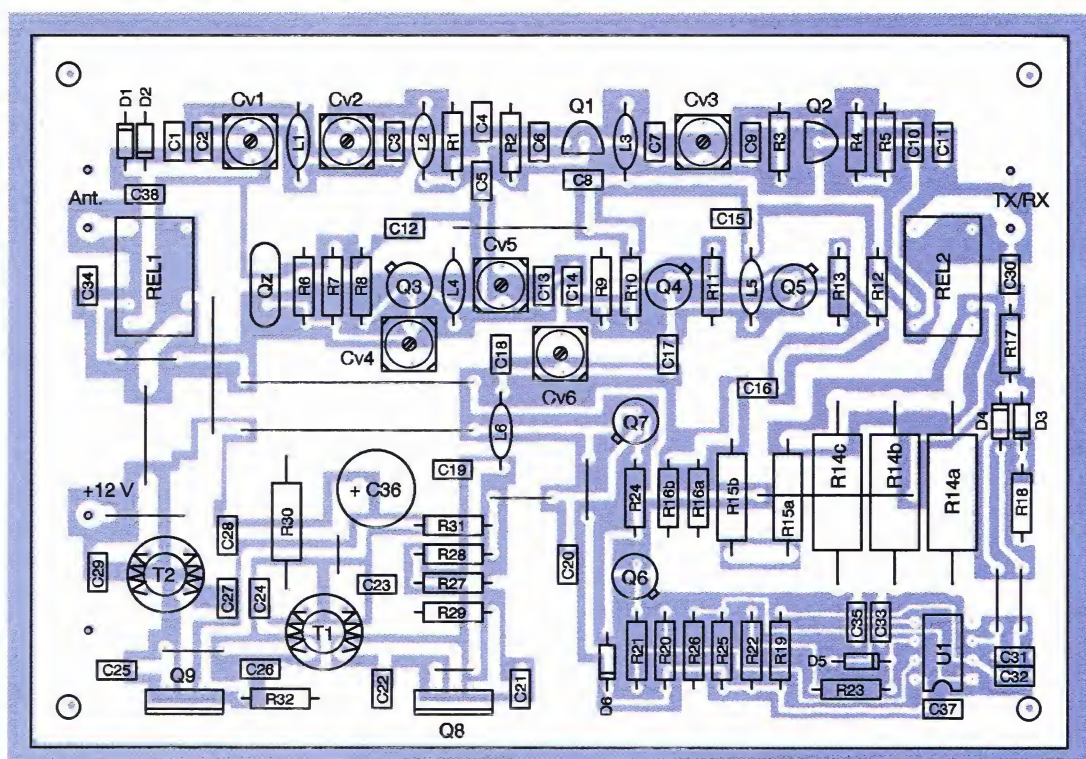 D1
D2
C1
C2
Cv1
L1
Cv2
C3
L2
R1
C4
C5
R2
C6
Q1
L3
C7
Cv3
C9
R3
Q2
R4
R5
C10
C11
C38
C8
Ant.
TX/RX
C12
C15
REL1
C34
QZ
R6
R7
R8
Q3
L4
Cv5
C13
C14
R9
R10
Q4
R11
L5
Q5
R13
R12
REL2
C30
R17
Cv4
C18
Cv6
C17
C16
D4
D3
L6
Q7
R14c
R14b
R14a
+ C36
C19
R24
R16b
R16a
R15b
R15a
R18
+12 V
C28
R30
R31
R28
R27
R29
C20
C29
T2
C27
C24
C23
T1
Q6
C35
C33
U1
R21
R20
R26
R25
R22
R19
D5
R23
C31
C32
C37
C25
Q9
C26
R32
C22
Q8
C21
D6